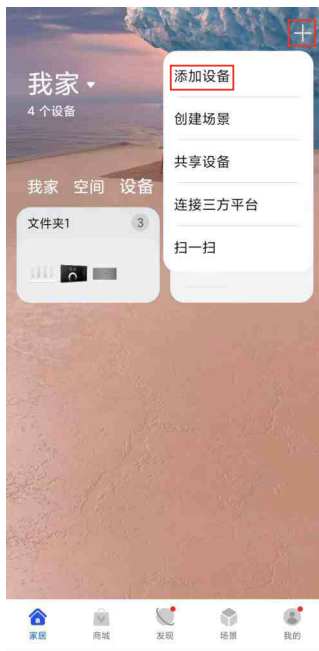 我家
4 个设备
添加设备
创建场景
共享设备
连接三方平台
扫一扫
我家 空间 设备
文件夹1 3
家居 商城 发现 场景 我的